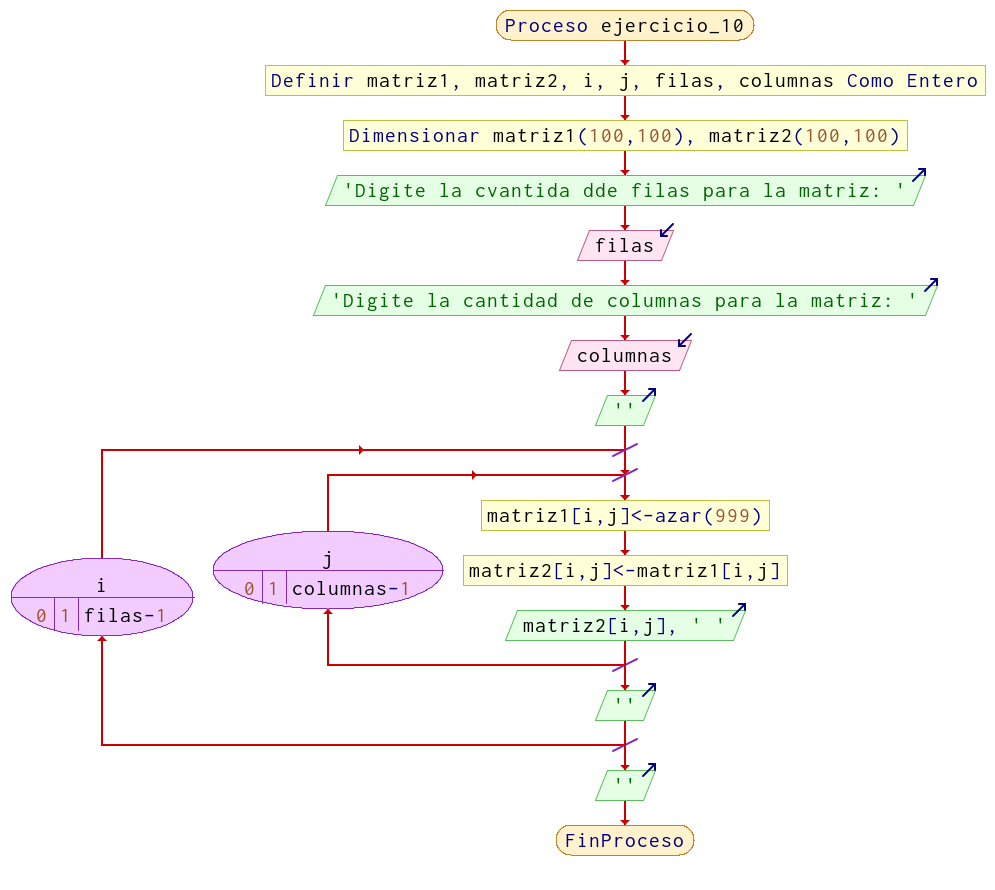 Proceso ejercicio_10
Definir matriz1, matriz2, i, j, filas, columnas Como Entero
Dimensionar matriz1(100,100), matriz2(100,100)
'Digite la cvantida dde filas para la matriz: '
filas
'Digite la cantidad de columnas para la matriz: '
columnas
''
i
0 1 filas-1
j
0 1 columnas-1
matriz1[i,j]<-azar(999)
matriz2[i,j]<-matriz1[i,j]
matriz2[i,j], ' '
''
''
FinProceso